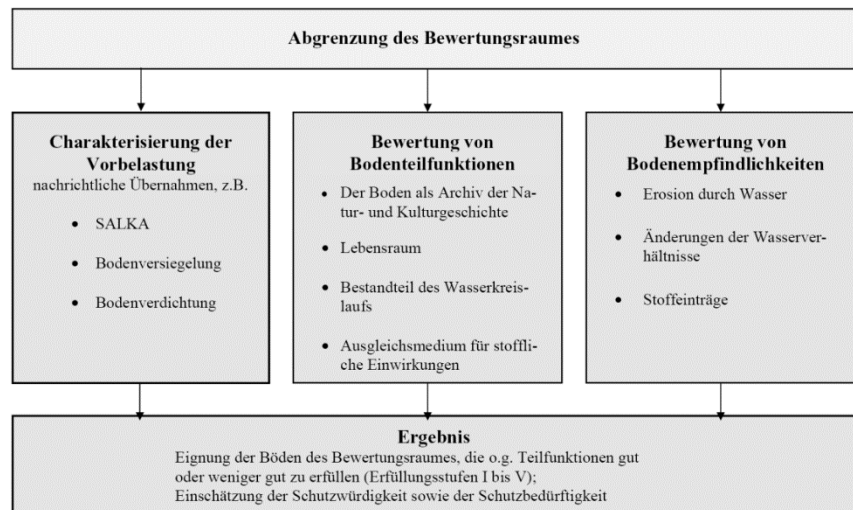 Abgrenzung des Bewertungsraumes
Charakterisierung der
Vorbelastung
nachrichtliche Übernahmen, z.B.
• SALKA
• Bodenversiegelung
• Bodenverdichtung
Bewertung von
Bodenteilfunktionen
• Der Boden als Archiv der Na-
tur- und Kulturgeschichte
• Lebensraum
• Bestandteil des Wasserkreis-
laufs
• Ausgleichsmedium für stoffli-
che Einwirkungen
Bewertung von
Bodenempfindlichkeiten
• Erosion durch Wasser
• Änderungen der Wasserver-
hältnisse
• Stoffeinträge
Ergebnis
Eignung der Böden des Bewertungsraumes, die o.g. Teilfunktionen gut
oder weniger gut zu erfüllen (Erfüllungsstufen I bis V);
Einschätzung der Schutzwürdigkeit sowie der Schutzbedürftigkeit